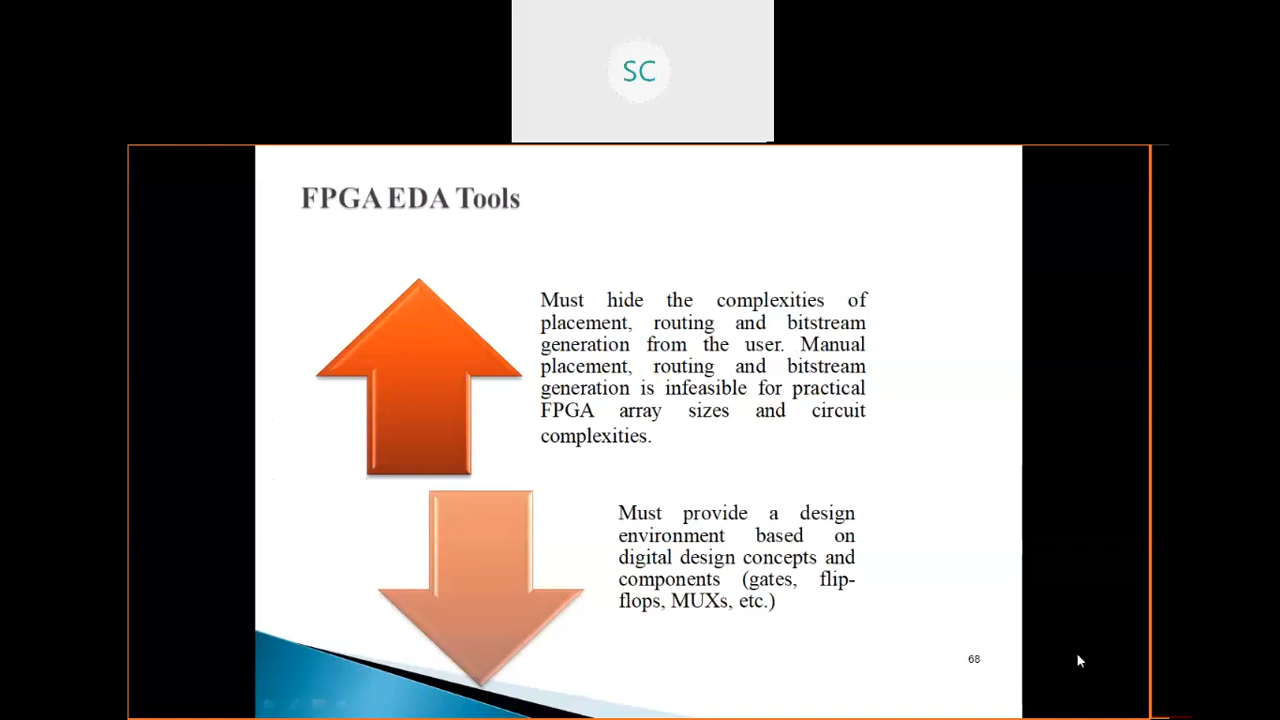 SC
FPGA EDA Tools
Must hide the complexities of
placement, routing and bitstream
generation from the user. Manual
placement, routing and bitstream
generation is infeasible for practical
FPGA array sizes and circuit
complexities.
Must provide a design
environment based on
digital design concepts and
components (gates, flip-
flops, MUXs, etc.)
68